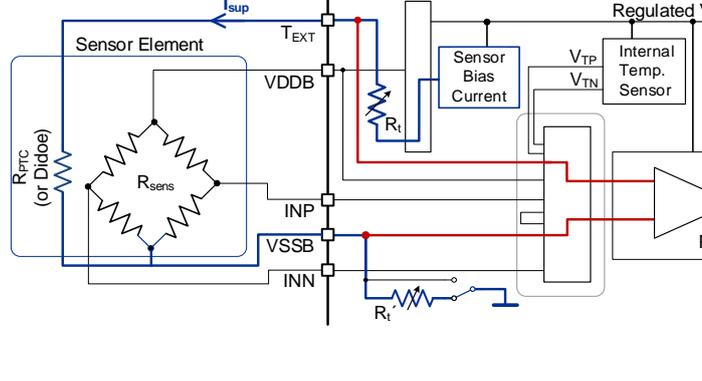 Isup
Regulated V
TEXT
Sensor Element
VDDB
Sensor
Bias
Current
VTP
VTN
Internal
Temp.
Sensor
Rt
RPTC
(or Didoe)
Rsens
INP
VSSB
INN
Rt´